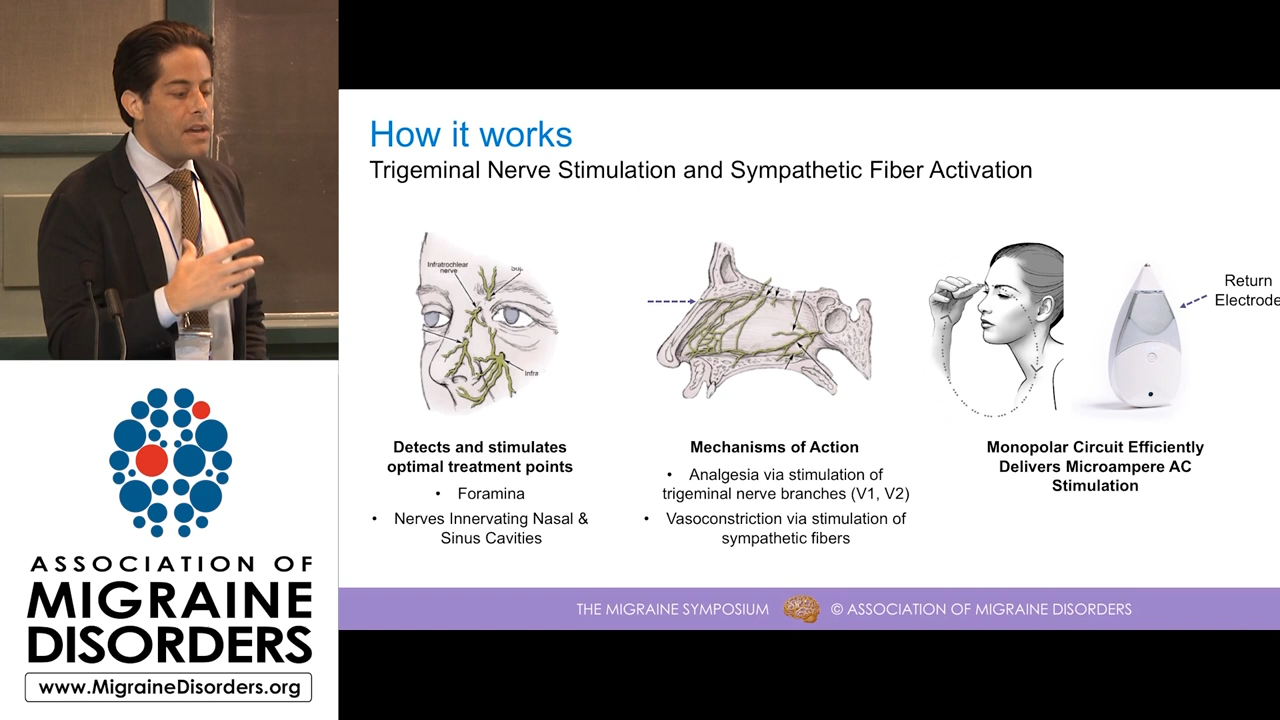 How it works
Trigeminal Nerve Stimulation and Sympathetic Fiber Activation
Infratrochlear
nerve
Infra
Return
Electrode
Detects and stimulates
optimal treatment points
• Foramina
• Nerves Innervating Nasal &
Sinus Cavities
Mechanisms of Action
• Analgesia via stimulation of
trigeminal nerve branches (V1, V2)
• Vasoconstriction via stimulation of
sympathetic fibers
Monopolar Circuit Efficiently
Delivers Microampere AC
Stimulation
ASSOCIATION OF
MIGRAINE
DISORDERS
www.MigraineDisorders.org
THE MIGRAINE SYMPOSIUM © ASSOCIATION OF MIGRAINE DISORDERS